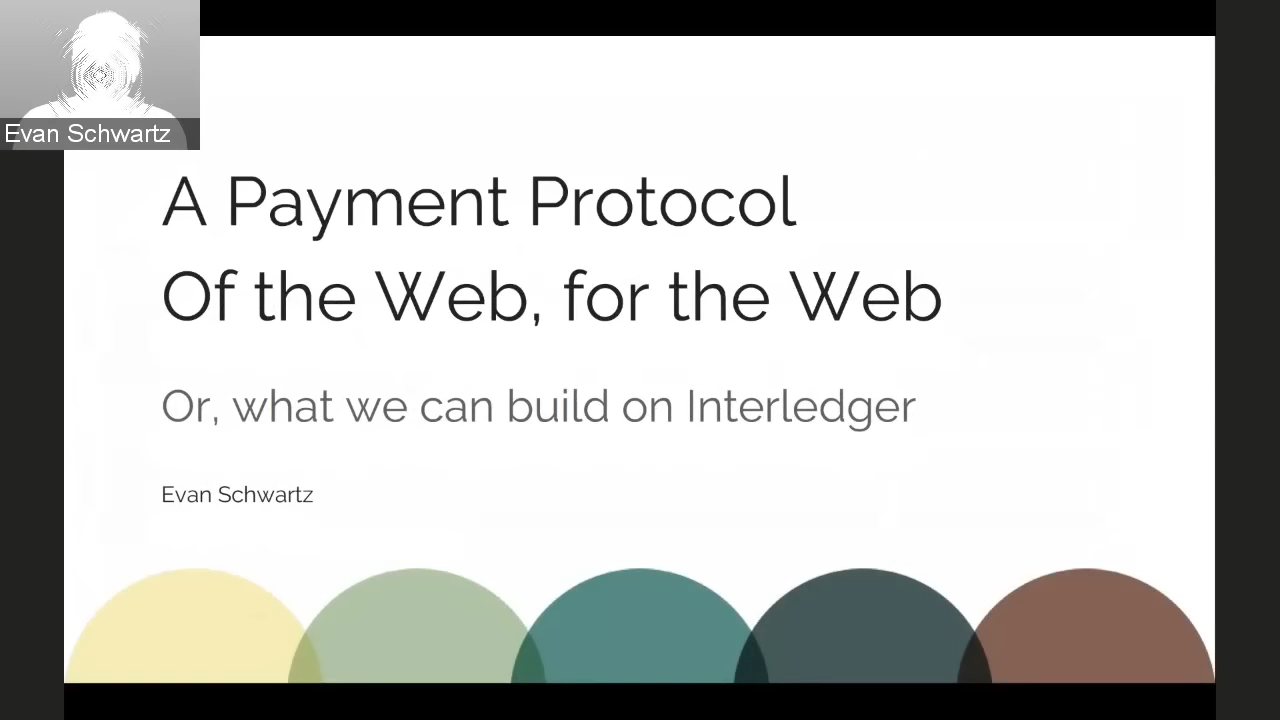 Evan Schwartz
A Payment Protocol
Of the Web, for the Web
Or, what we can build on Interledger
Evan Schwartz